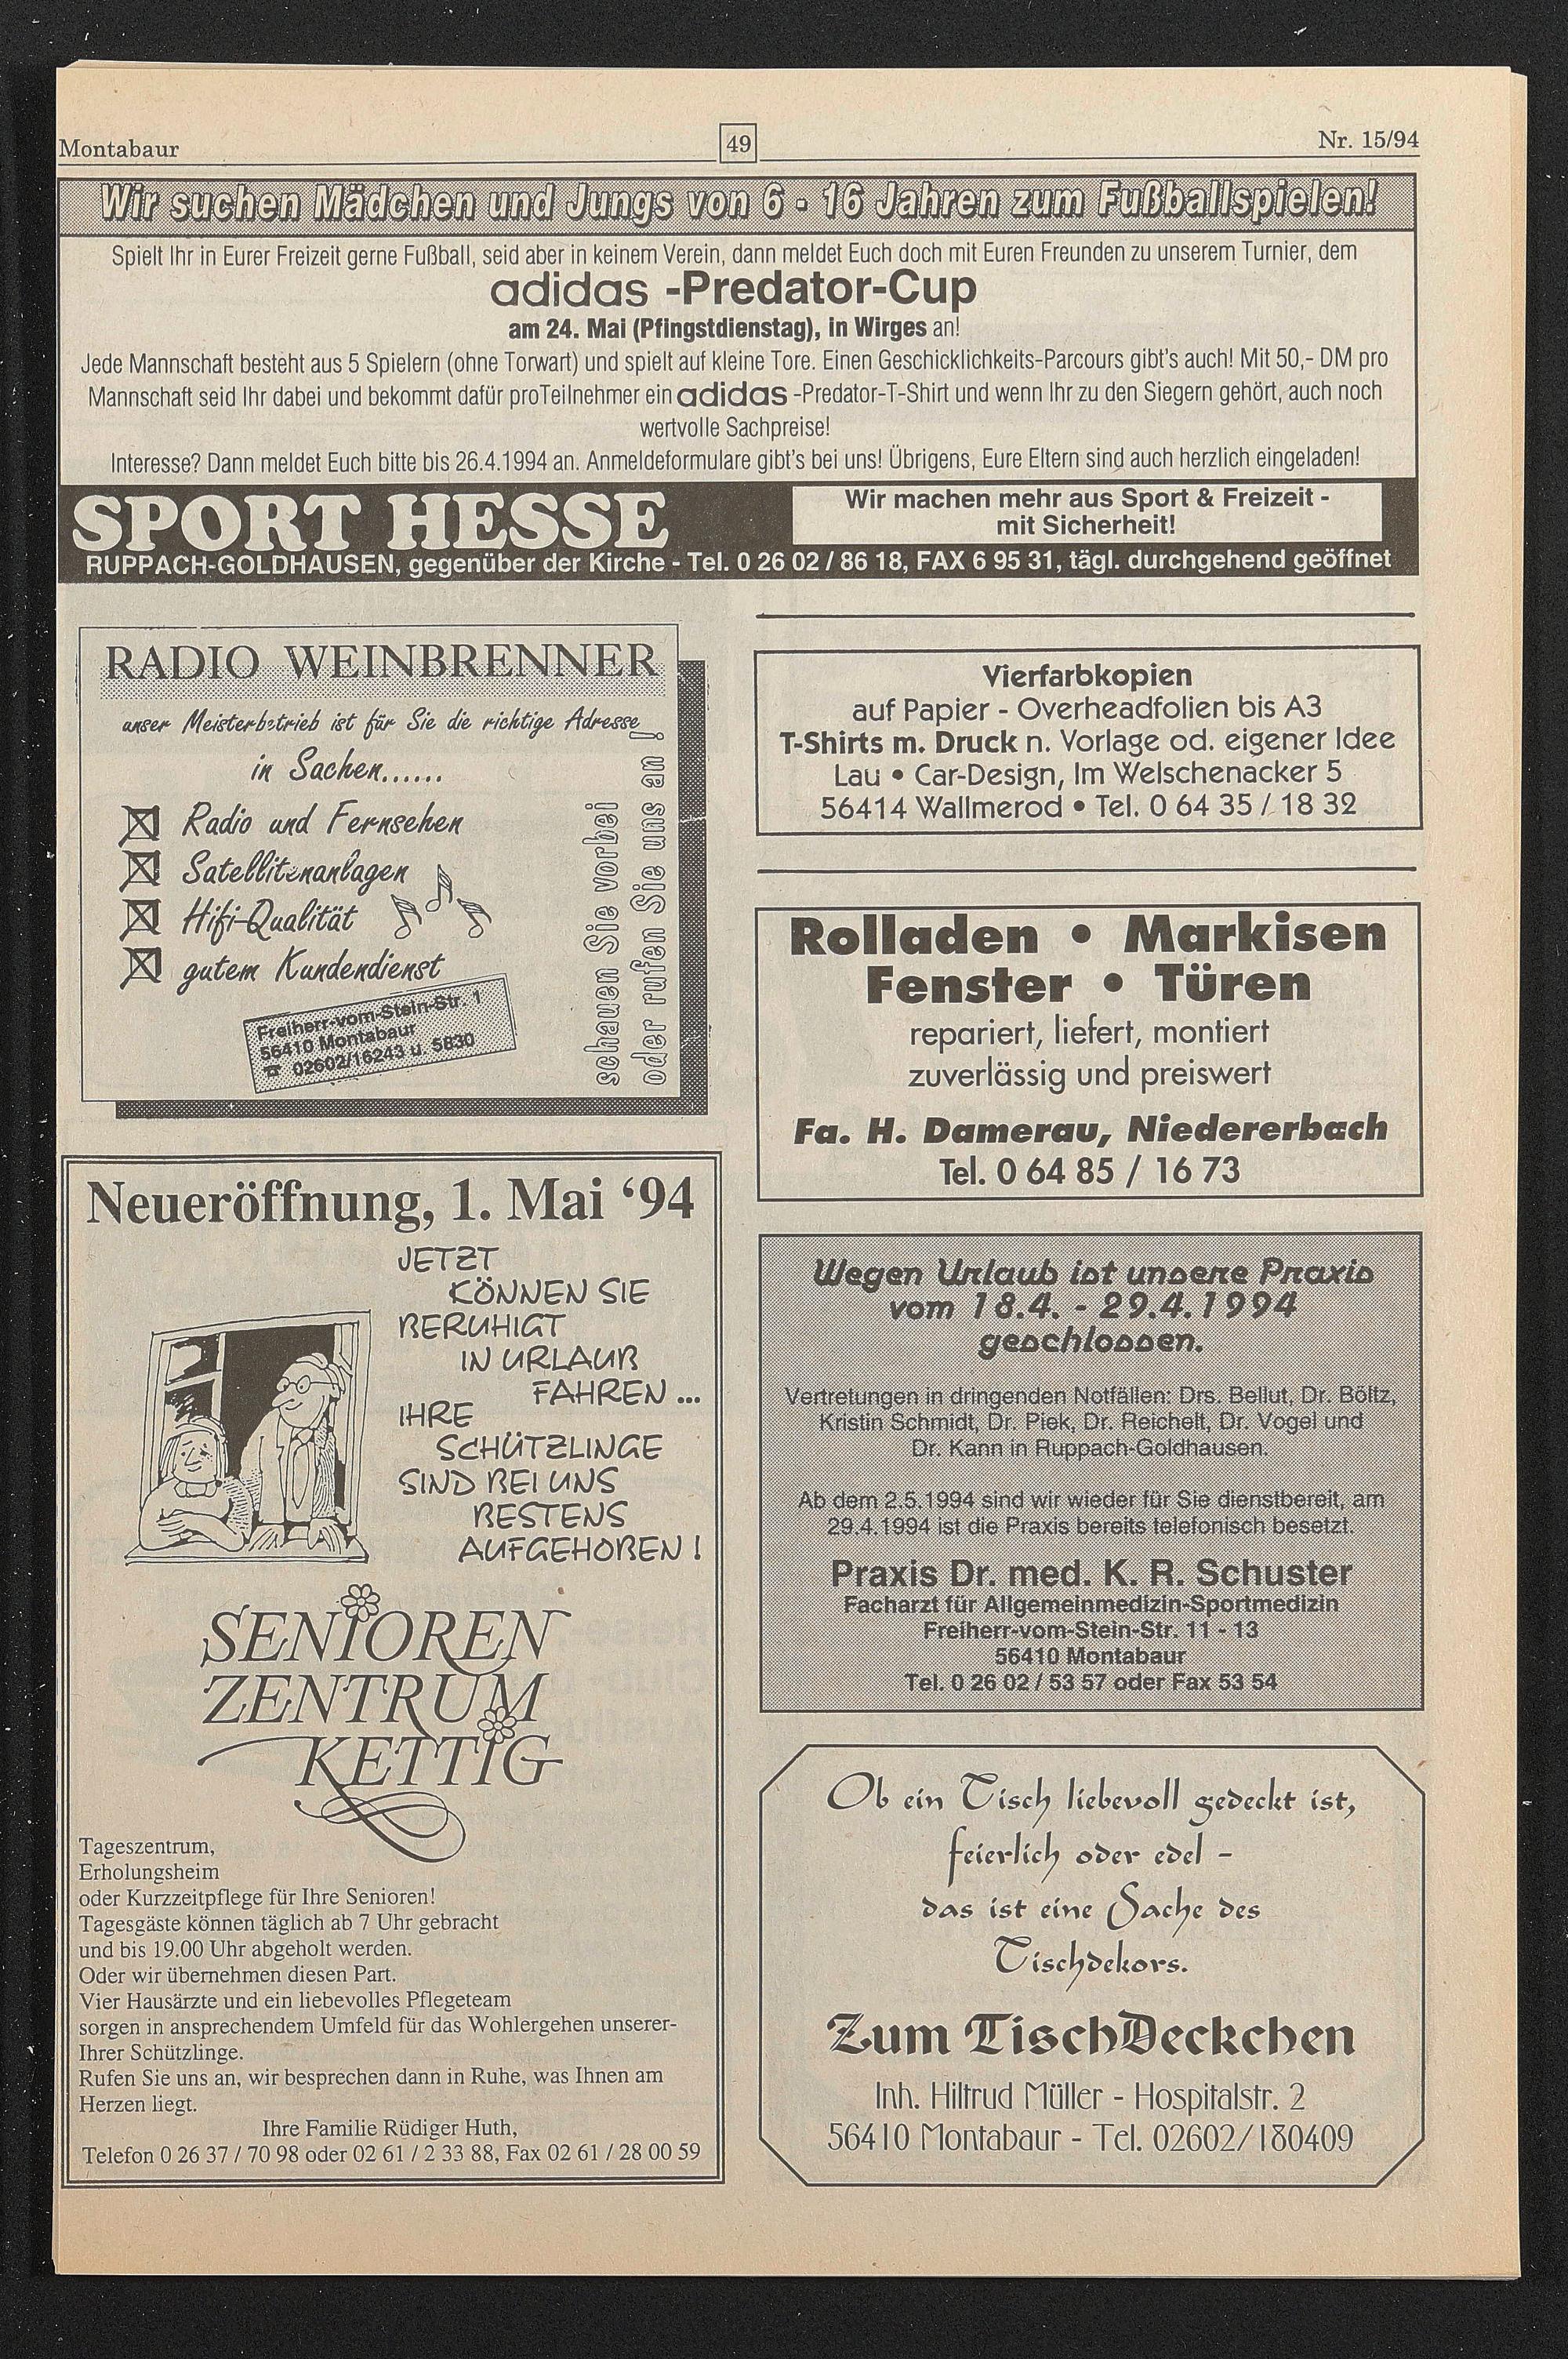 Montabaur
49
Nr. 15/94
Wir suchen Mädchen und Jungs von 6 - 16 Jahren zum Fußballspielen!
Spielt Ihr in Eurer Freizeit gerne Fußball, seid aber in keinem Verein, dann meldet Euch doch mit Euren Freunden zu unserem Turnier, dem
adidas -Predator-Cup
am 24. Mai (Pfingstdienstag), in Wirges an!
Jede Mannschaft besteht aus 5 Spielern (ohne Torwart) und spielt auf kleine Tore. Einen Geschicklichkeits-Parcours gibt's auch! Mit 50,- DM pro
Mannschaft seid Ihr dabei und bekommt dafür proTeilnehmer ein adidas -Predator-T-Shirt und wenn Ihr zu den Siegern gehört, auch noch
wertvolle Sachpreise!
Interesse? Dann meldet Euch bitte bis 26.4.1994 an. Anmeldeformulare gibt's bei uns! Übrigens, Eure Eltern sind auch herzlich eingeladen!
SPORT HESSE
Wir machen mehr aus Sport & Freizeit -
mit Sicherheit!
RUPPACH-GOLDHAUSEN, gegenüber der Kirche - Tel. 0 26 02 / 86 18, FAX 6 95 31, tägl. durchgehend geöffnet
RADIO WEINBRENNER
unser Meisterbetrieb ist für Sie die richtige Adresse
in Sachen......
Radio und Fernsehen
Satellitenanlagen
Hifi-Qualität
gutem Kundendienst
schauen Sie vorbei
oder rufen Sie uns an !
Freiherr-vom-Stein-Str. 1
56410 Montabaur
☎ 02602/16243 u. 5830
Neueröffnung, 1. Mai ‘94
JETZT
KÖNNEN SIE
BERUHIGT
IN URLAUB
FAHREN ...
IHRE
SCHÜTZLINGE
SIND BEI UNS
BESTENS
AUFGEHOBEN !
SENIOREN
ZENTRUM
KETTIG
Tageszentrum,
Erholungsheim
oder Kurzzeitpflege für Ihre Senioren!
Tagesgäste können täglich ab 7 Uhr gebracht
und bis 19.00 Uhr abgeholt werden.
Oder wir übernehmen diesen Part.
Vier Hausärzte und ein liebevolles Pflegeteam
sorgen in ansprechendem Umfeld für das Wohlergehen unserer-
Ihrer Schützlinge.
Rufen Sie uns an, wir besprechen dann in Ruhe, was Ihnen am
Herzen liegt.
Ihre Familie Rüdiger Huth,
Telefon 0 26 37 / 70 98 oder 02 61 / 2 33 88, Fax 02 61 / 28 00 59
Vierfarbkopien
auf Papier - Overheadfolien bis A3
T-Shirts m. Druck n. Vorlage od. eigener Idee
Lau • Car-Design, Im Welschenacker 5
56414 Wallmerod • Tel. 0 64 35 / 18 32
Rolladen • Markisen
Fenster • Türen
repariert, liefert, montiert
zuverlässig und preiswert
Fa. H. Damerau, Niedererbach
Tel. 0 64 85 / 16 73
Wegen Urlaub ist unsere Praxis
vom 18.4. - 29.4.1994
geschlossen.
Vertretungen in dringenden Notfällen: Drs. Bellut, Dr. Böltz,
Kristin Schmidt, Dr. Piek, Dr. Reichelt, Dr. Vogel und
Dr. Kann in Ruppach-Goldhausen.
Ab dem 2.5.1994 sind wir wieder für Sie dienstbereit, am
29.4.1994 ist die Praxis bereits telefonisch besetzt.
Praxis Dr. med. K. R. Schuster
Facharzt für Allgemeinmedizin-Sportmedizin
Freiherr-vom-Stein-Str. 11 - 13
56410 Montabaur
Tel. 0 26 02 / 53 57 oder Fax 53 54
Ob ein Tisch liebevoll gedeckt ist,
feierlich oder edel -
das ist eine Sache des
Tischdekors.
Zum TischDeckchen
Inh. Hiltrud Müller - Hospitalstr. 2
56410 Montabaur - Tel. 02602/180409